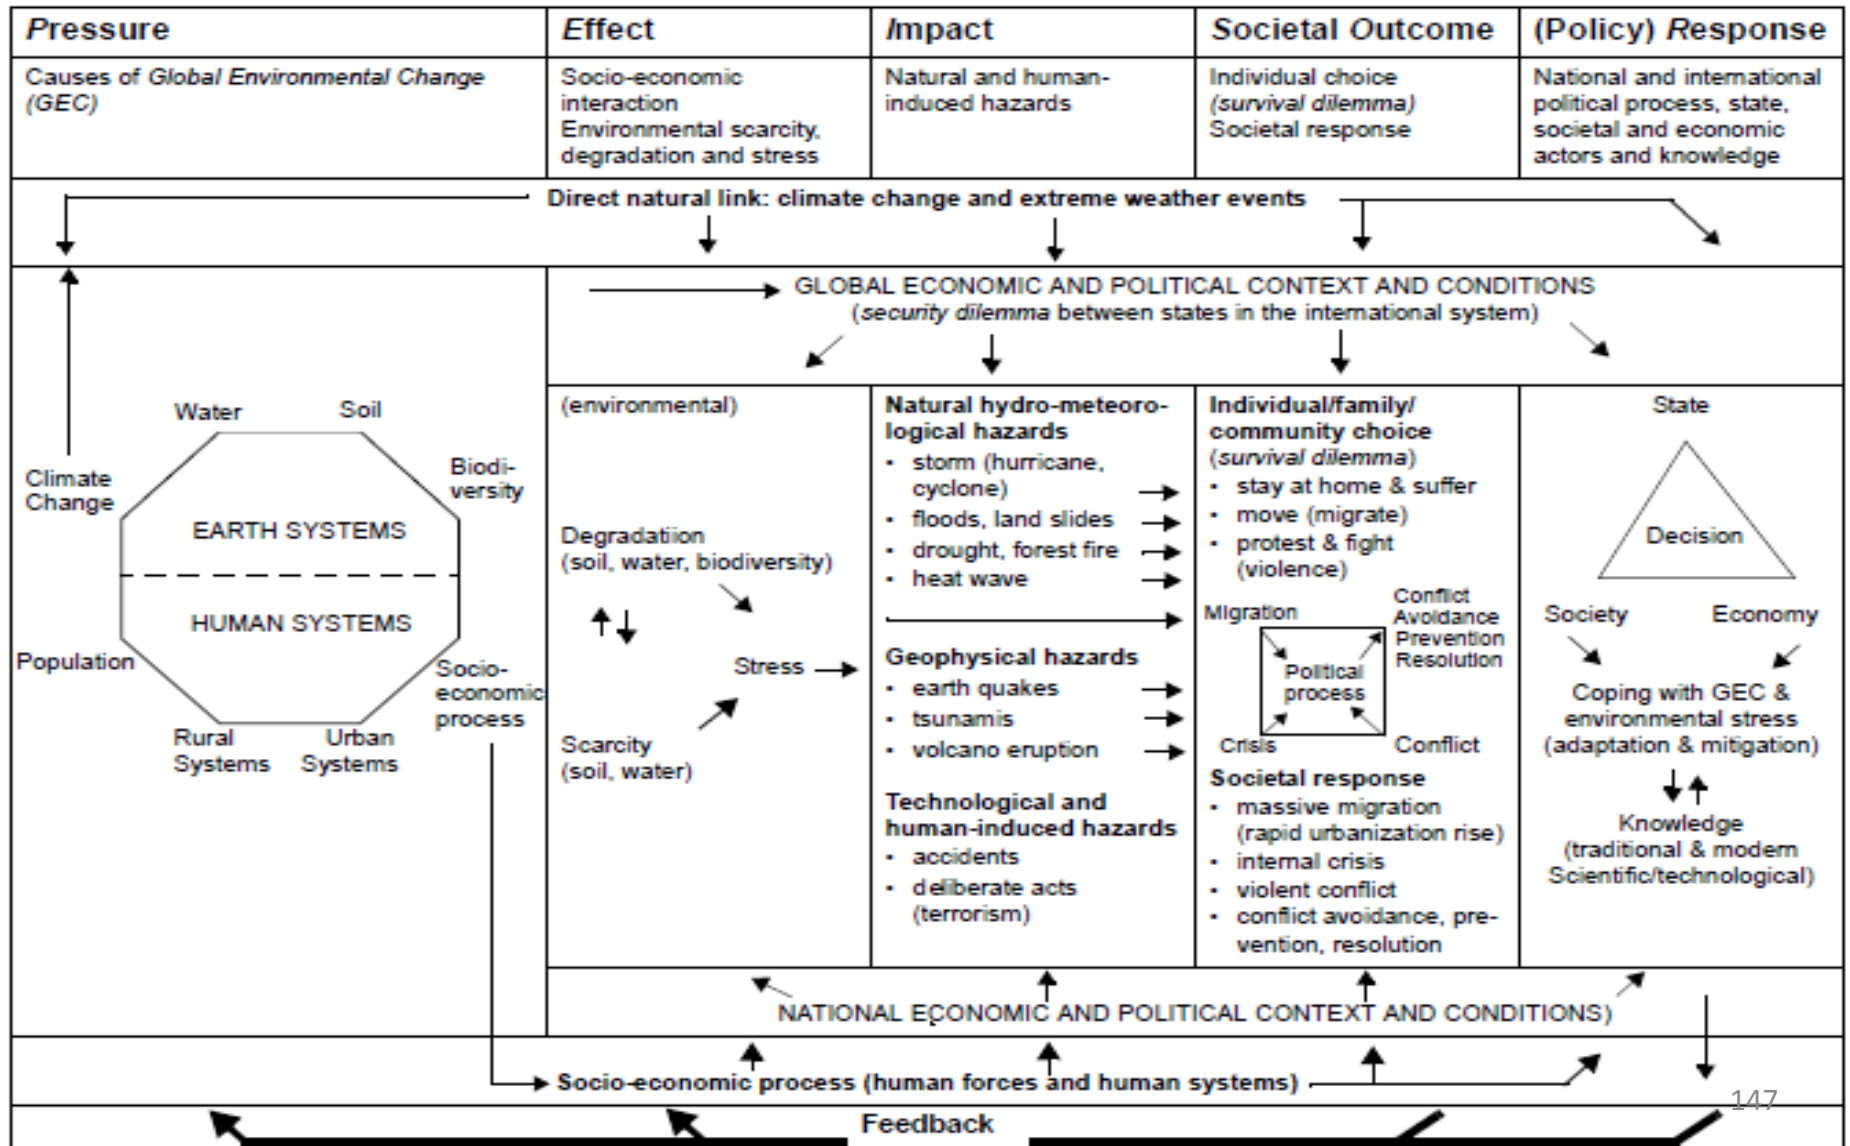 Pressure
Effect
Impact
Societal Outcome
(Policy) Response
Causes of Global Environmental Change
(GEC)
Socio-economic
interaction
Environmental scarcity,
degradation and stress
Natural and human-
induced hazards
Individual choice
(survival dilemma)
Societal response
National and international
political process, state,
societal and economic
actors and knowledge
Direct natural link: climate change and extreme weather events
GLOBAL ECONOMIC AND POLITICAL CONTEXT AND CONDITIONS
(security dilemma between states in the international system)
Water
Soil
Climate
Change
Biodi-
versity
EARTH SYSTEMS
HUMAN SYSTEMS
Population
Socio-
economic
process
Rural
Systems
Urban
Systems
(environmental)
Degradatiion
(soil, water, biodiversity)
Stress
Scarcity
(soil, water)
Natural hydro-meteoro-
logical hazards
• storm (hurricane,
cyclone)
• floods, land slides
• drought, forest fire
• heat wave
Geophysical hazards
• earth quakes
• tsunamis
• volcano eruption
Technological and
human-induced hazards
• accidents
• deliberate acts
(terrorism)
Individual/family/
community choice
(survival dilemma)
• stay at home & suffer
• move (migrate)
• protest & fight
(violence)
Migration
Conflict
Avoidance
Prevention
Resolution
Political
process
Crisis
Conflict
Societal response
• massive migration
(rapid urbanization rise)
• internal crisis
• violent conflict
• conflict avoidance, pre-
vention, resolution
State
Decision
Society
Economy
Coping with GEC &
environmental stress
(adaptation & mitigation)
Knowledge
(traditional & modern
Scientific/technological)
NATIONAL ECONOMIC AND POLITICAL CONTEXT AND CONDITIONS)
Socio-economic process (human forces and human systems)
147
Feedback